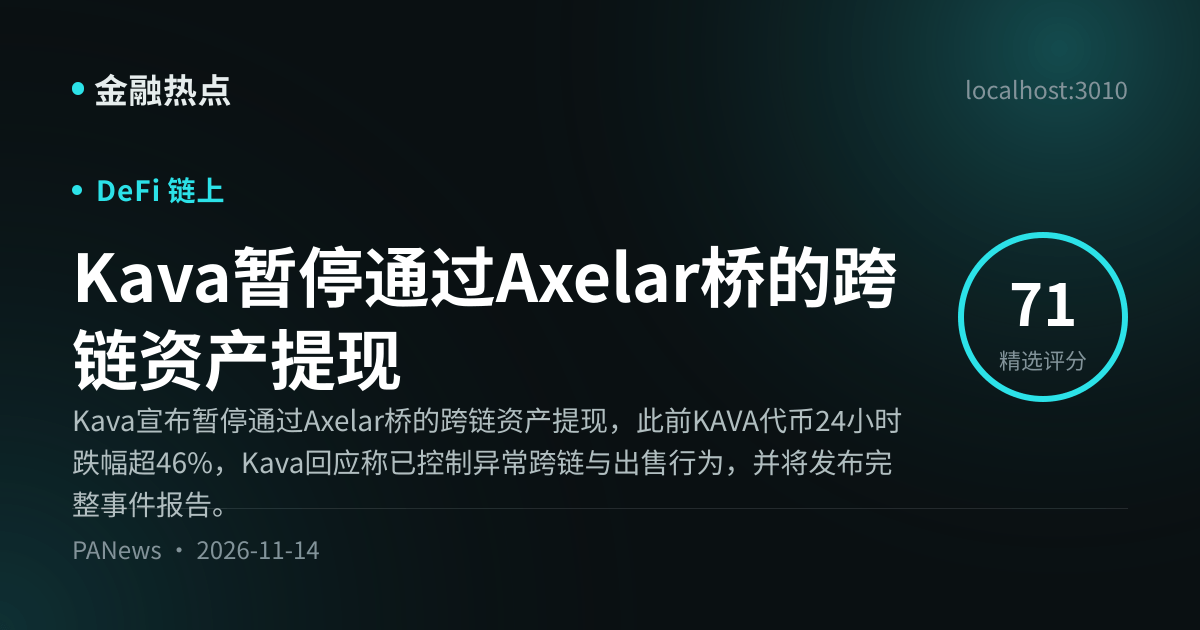 金融热点
localhost:3010
DeFi 链上
Kava暂停通过Axelar桥的跨
链资产提现
71
精选评分
Kava宣布暂停通过Axelar桥的跨链资产提现，此前KAVA代币24小时
跌幅超46%，Kava回应称已控制异常跨链与出售行为，并将发布完
整事件报告。
PANews • 2026-11-14